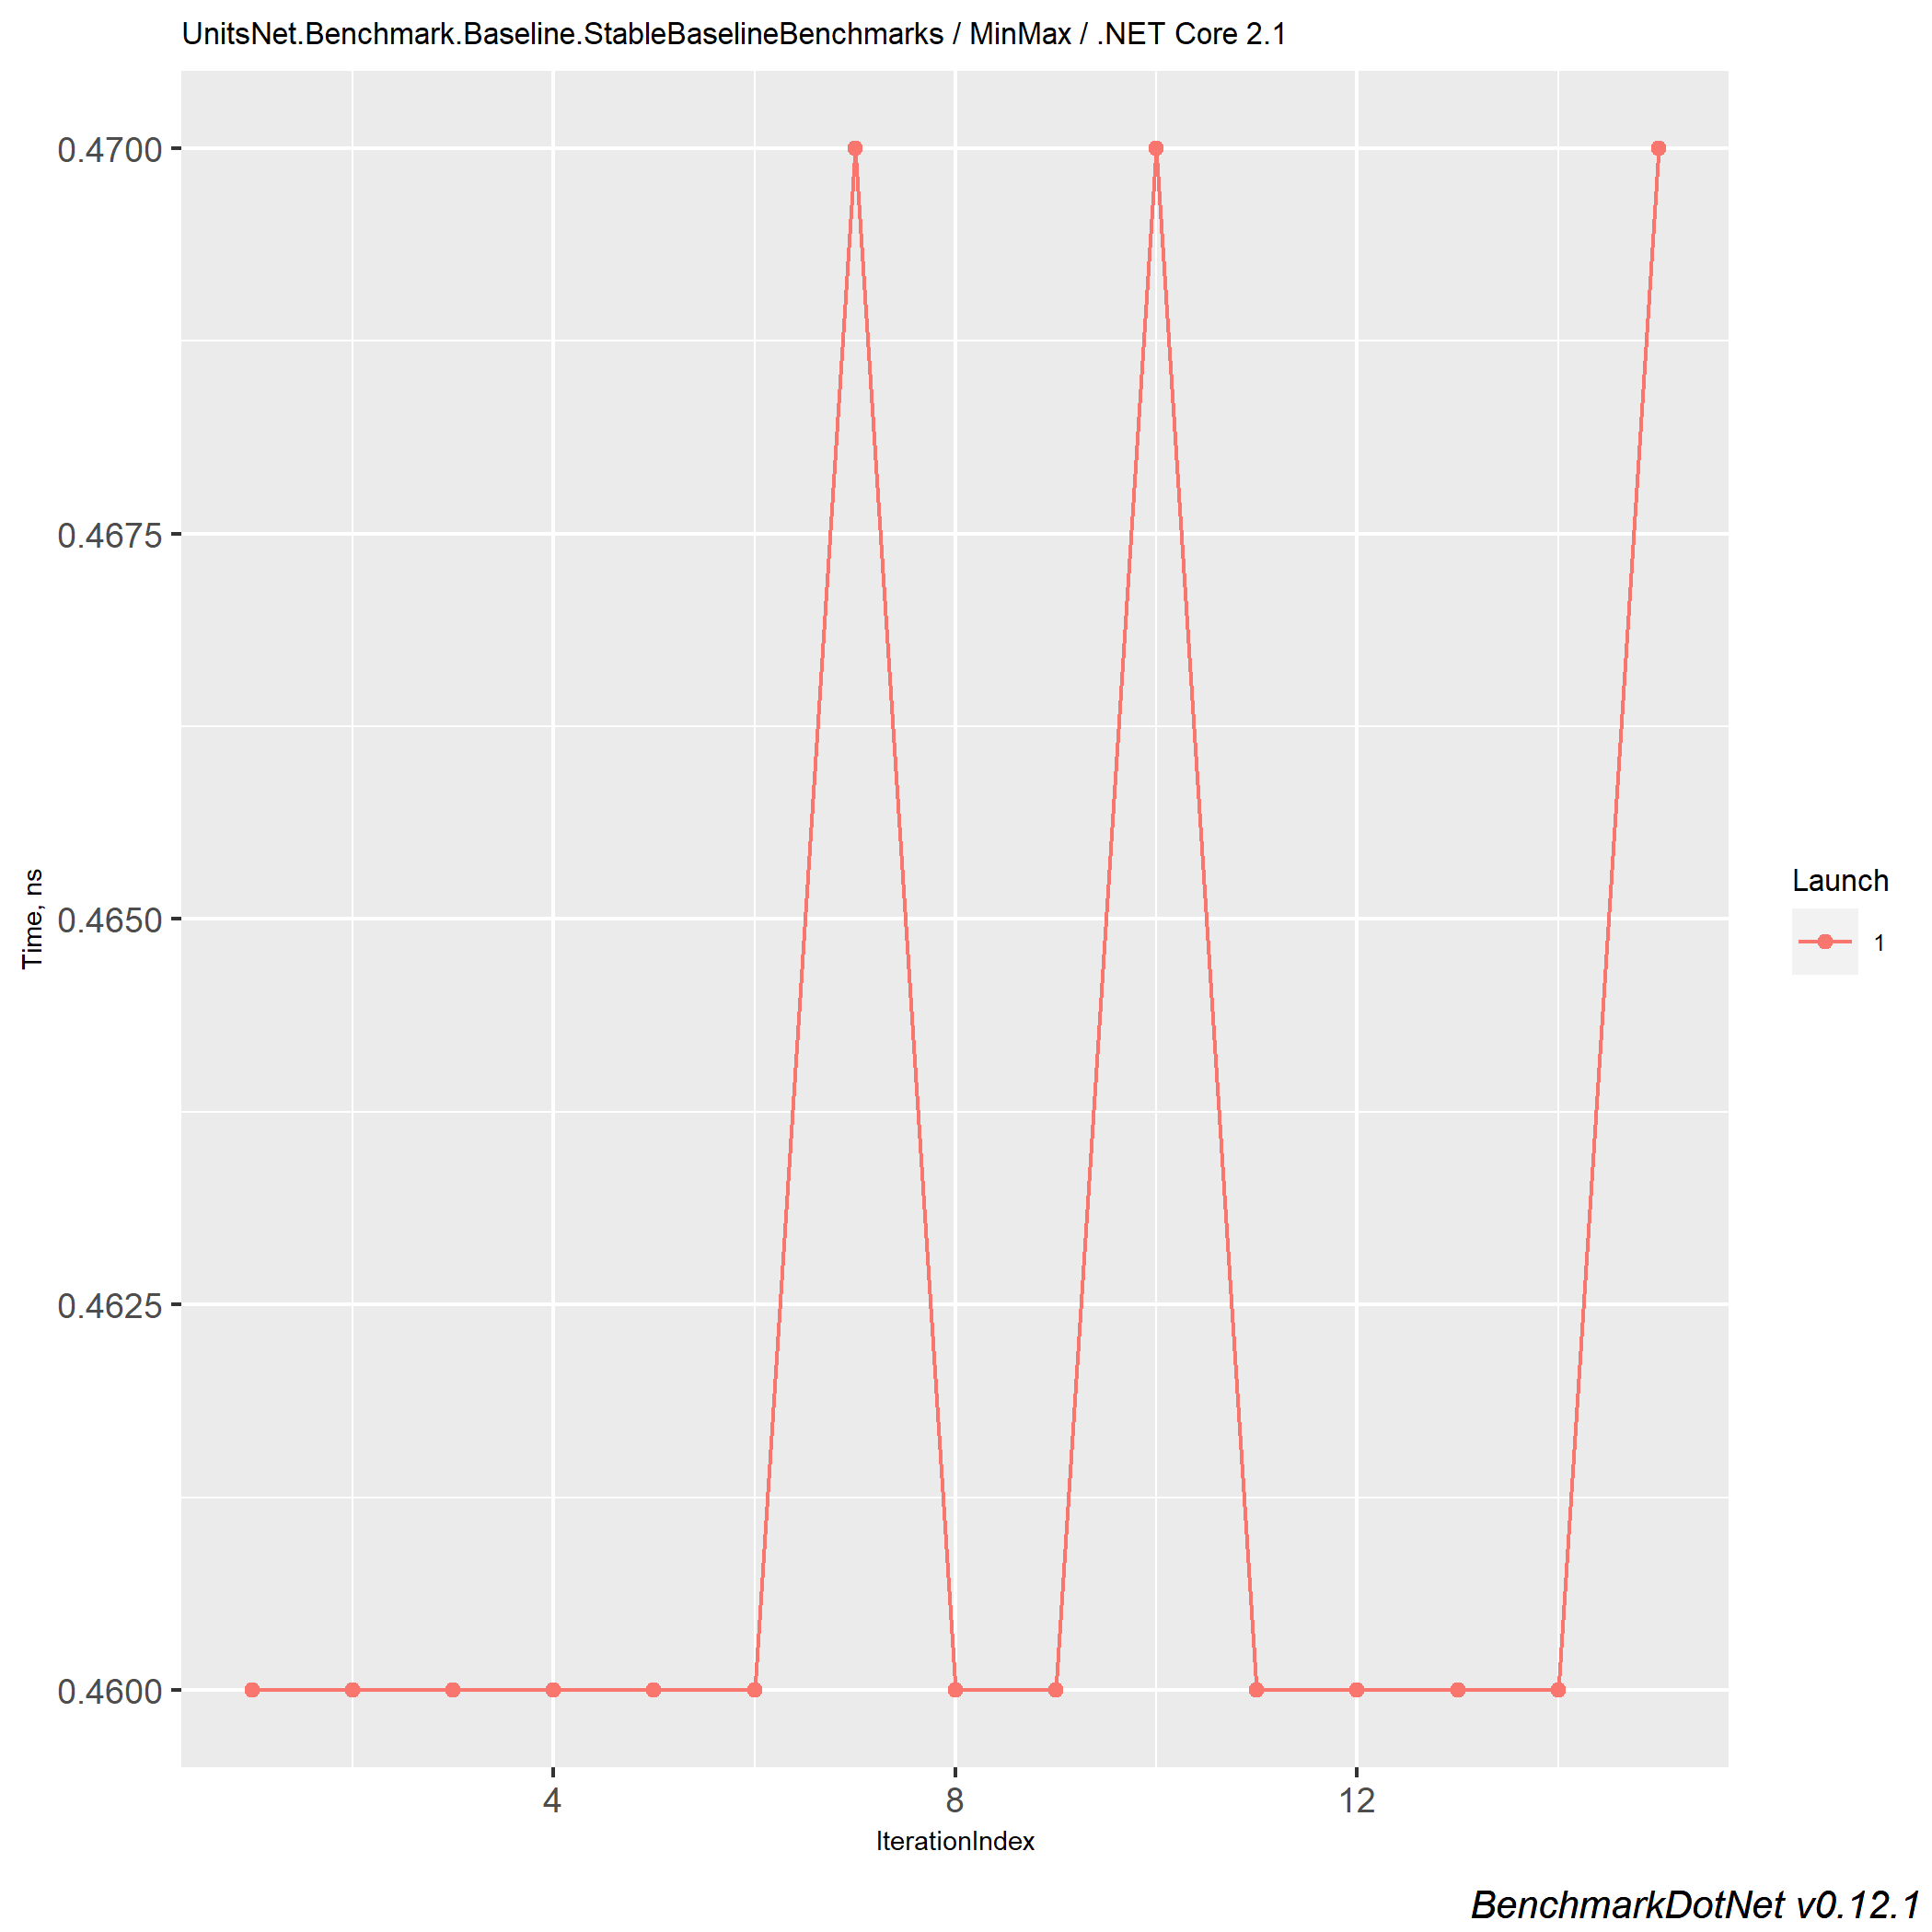 UnitsNet.Benchmark.Baseline.StableBaselineBenchmarks / MinMax / .NET Core 2.1
0.4700
0.4675
0.4650
0.4625
0.4600
Time, ns
4 8 12
IterationIndex
Launch
1
BenchmarkDotNet v0.12.1